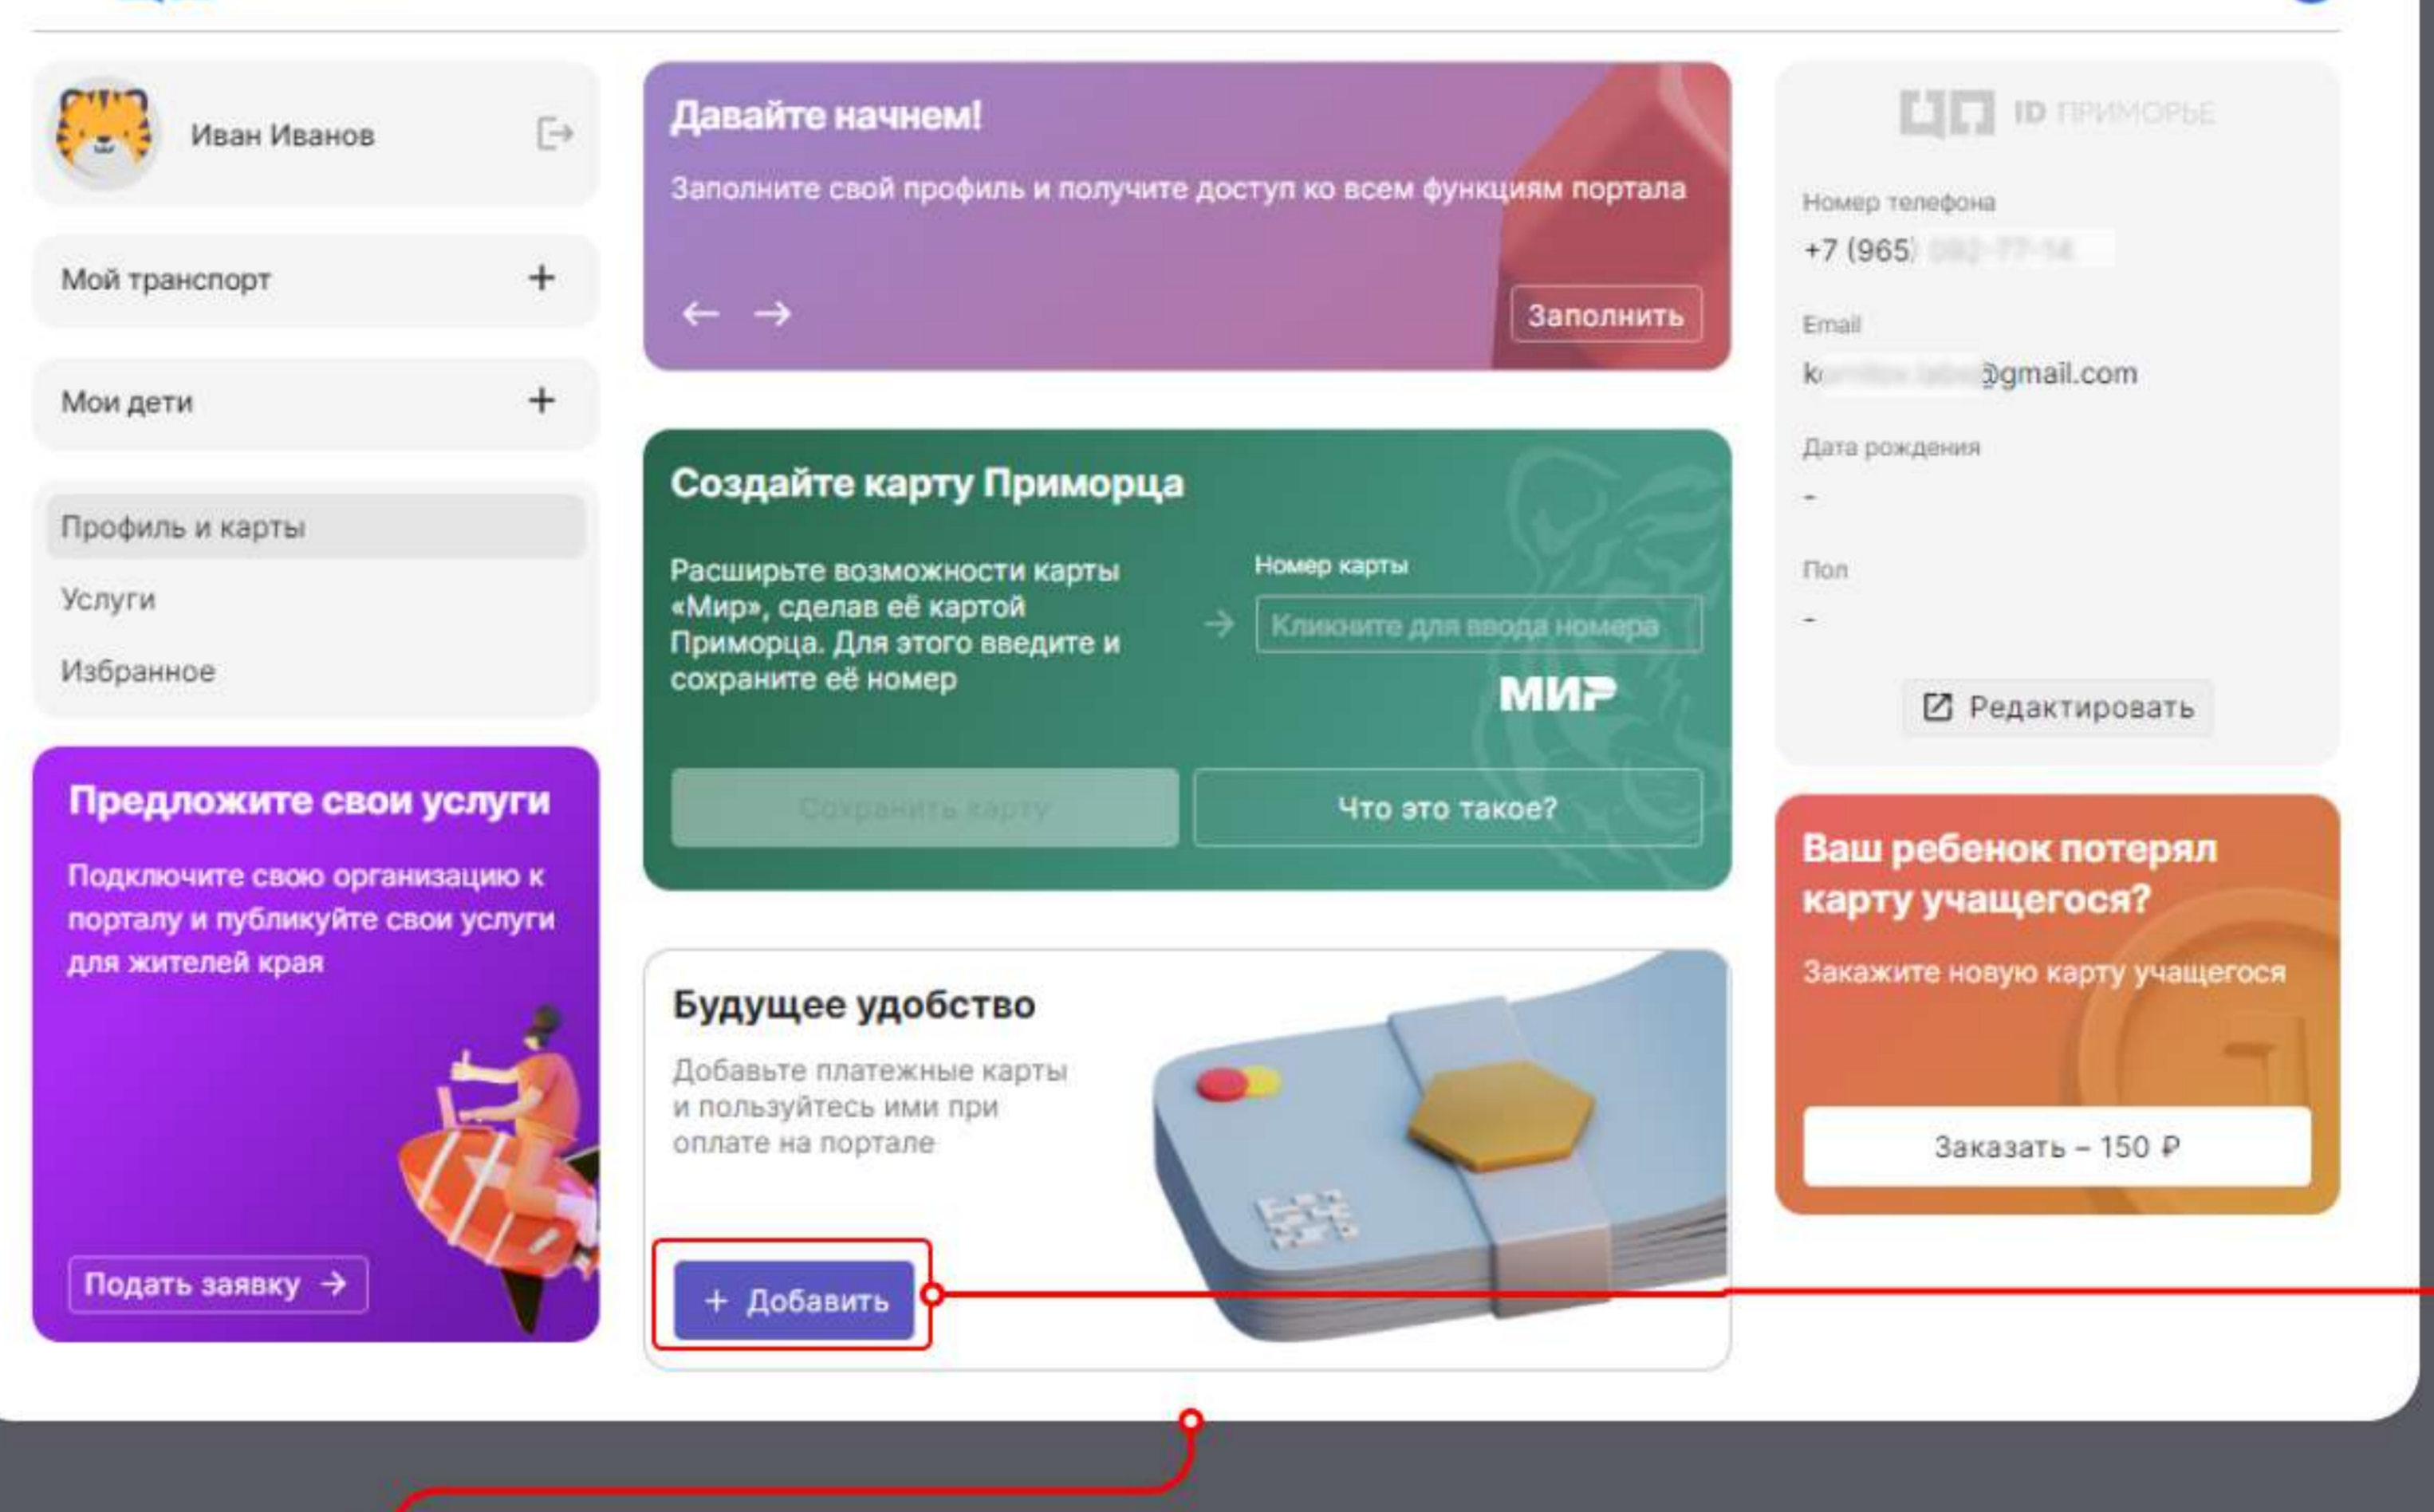 Иван Иванов
Мой транспорт
Мои дети
Профиль и карты
Услуги
Избранное
Предложите свои услуги
Подключите свою организацию к
порталу и публикуйте свои услуги
для жителей края
Подать заявку →
Давайте начнем!
Заполните свой профиль и получите доступ ко всем функциям портала
Заполнить
Создайте карту Приморца
Расширьте возможности карты
«Мир», сделав её картой
Приморца. Для этого введите и
сохраните её номер
Номер карты
Кликните для ввода номера
МИР
Сохранить карту
Что это такое?
Будущее удобство
Добавьте платежные карты
и пользуйтесь ими при
оплате на портале
+ Добавить
ID ПРИМОРЬЕ
Номер телефона
+7 (965)
Email
@gmail.com
Дата рождения
-
Пол
-
Редактировать
Ваш ребенок потерял
карту учащегося?
Закажите новую карту учащегося
Заказать – 150 ₽